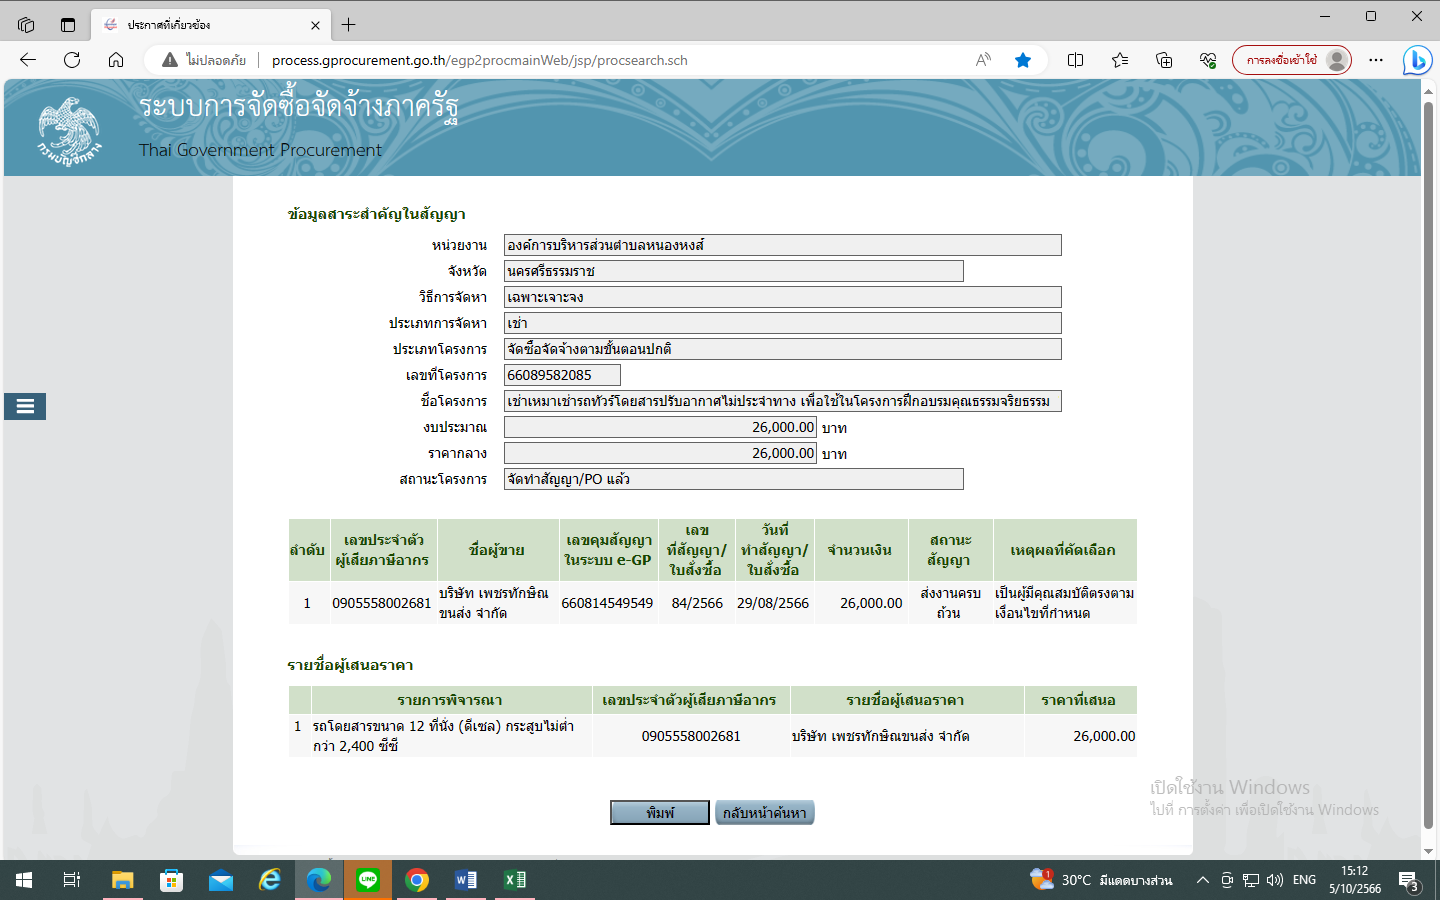 ประกาศที่เกี่ยวข้อง
ไม่ปลอดภัย
process.gprocurement.go.th/egp2procmainWeb/jsp/procsearch.sch
การลงชื่อเข้าใช้
ระบบการจัดซื้อจัดจ้างภาครัฐ
Thai Government Procurement
กรมบัญชีกลาง
ข้อมูลสาระสำคัญในสัญญา
หน่วยงาน องค์การบริหารส่วนตำบลหนองหงส์
จังหวัด นครศรีธรรมราช
วิธีการจัดหา เฉพาะเจาะจง
ประเภทการจัดหา เช่า
ประเภทโครงการ จัดซื้อจัดจ้างตามขั้นตอนปกติ
เลขที่โครงการ 66089582085
ชื่อโครงการ เช่าเหมาเช่ารถทัวร์โดยสารปรับอากาศไม่ประจำทาง เพื่อใช้ในโครงการฝึกอบรมคุณธรรมจริยธรรม
งบประมาณ 26,000.00 บาท
ราคากลาง 26,000.00 บาท
สถานะโครงการ จัดทำสัญญา/PO แล้ว
ลำดับ เลขประจำตัวผู้เสียภาษีอากร ชื่อผู้ขาย เลขคุมสัญญาในระบบ e-GP เลขที่สัญญา/ใบสั่งซื้อ วันที่ทำสัญญา/ใบสั่งซื้อ จำนวนเงิน สถานะสัญญา เหตุผลที่คัดเลือก
1 0905558002681 บริษัท เพชรทักษิณขนส่ง จำกัด 660814549549 84/2566 29/08/2566 26,000.00 ส่งงานครบถ้วน เป็นผู้มีคุณสมบัติตรงตามเงื่อนไขที่กำหนด
รายชื่อผู้เสนอราคา
รายการพิจารณา เลขประจำตัวผู้เสียภาษีอากร รายชื่อผู้เสนอราคา ราคาที่เสนอ
1 รถโดยสารขนาด 12 ที่นั่ง (ดีเซล) กระสูบไม่ต่ำกว่า 2,400 ซีซี 0905558002681 บริษัท เพชรทักษิณขนส่ง จำกัด 26,000.00
พิมพ์ กลับหน้าค้นหา
เปิดใช้งาน Windows
ไปที่ การตั้งค่า เพื่อเปิดใช้งาน Windows
1 30°C มีแดดบางส่วน ENG 15:12
5/10/2566 3